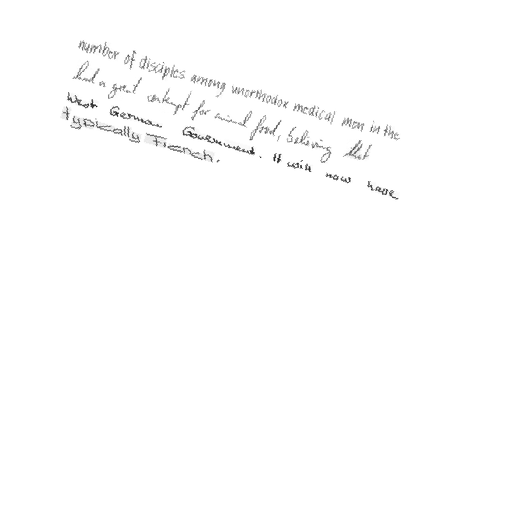 number of disciples among unorthodox medical men in the
had a great contempt for animal food, believing that
West German Government. It will now have
typically French.